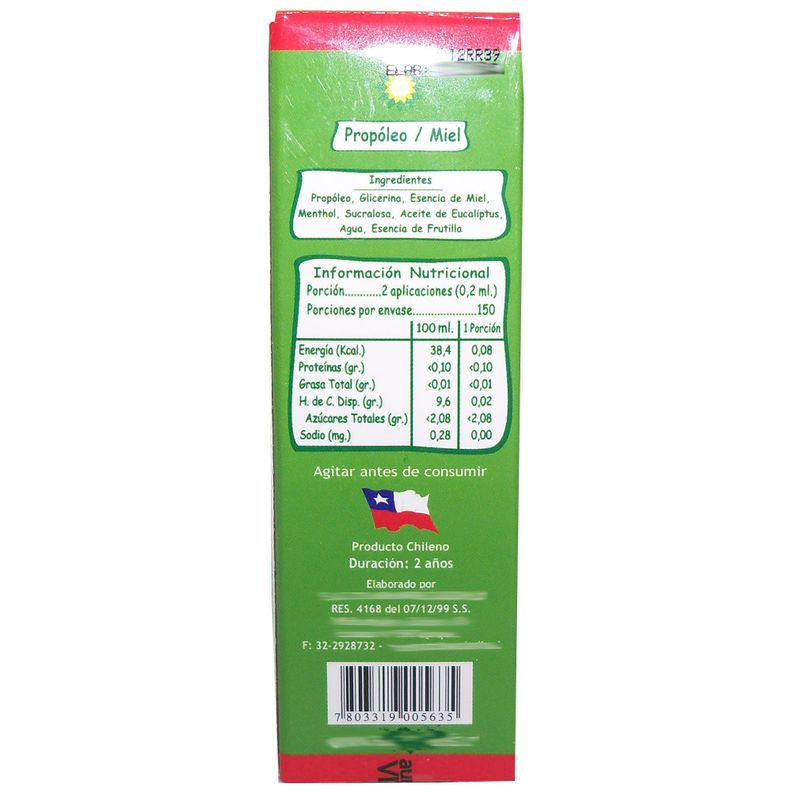 12RR39
ELAB:
Propóleo / Miel
Ingredientes
Propóleo, Glicerina, Esencia de Miel,
Menthol, Sucralosa, Aceite de Eucaliptus,
Agua, Esencia de Frutilla
Información Nutricional
Porción............2 aplicaciones (0,2 ml.)
Porciones por envase......................150
100 ml. 1 Porción
Energía (Kcal.) 38,4 0,08
Proteínas (gr.) <0,10 <0,10
Grasa Total (gr.) <0,01 <0,01
H. de C. Disp. (gr.) 9,6 0,02
Azúcares Totales (gr.) <2,08 <2,08
Sodio (mg.) 0,28 0,00
Agitar antes de consumir
Producto Chileno
Duración: 2 años
Elaborado por
RES. 4168 del 07/12/99 S.S.
F: 32-2928732 -
7 803319 005635